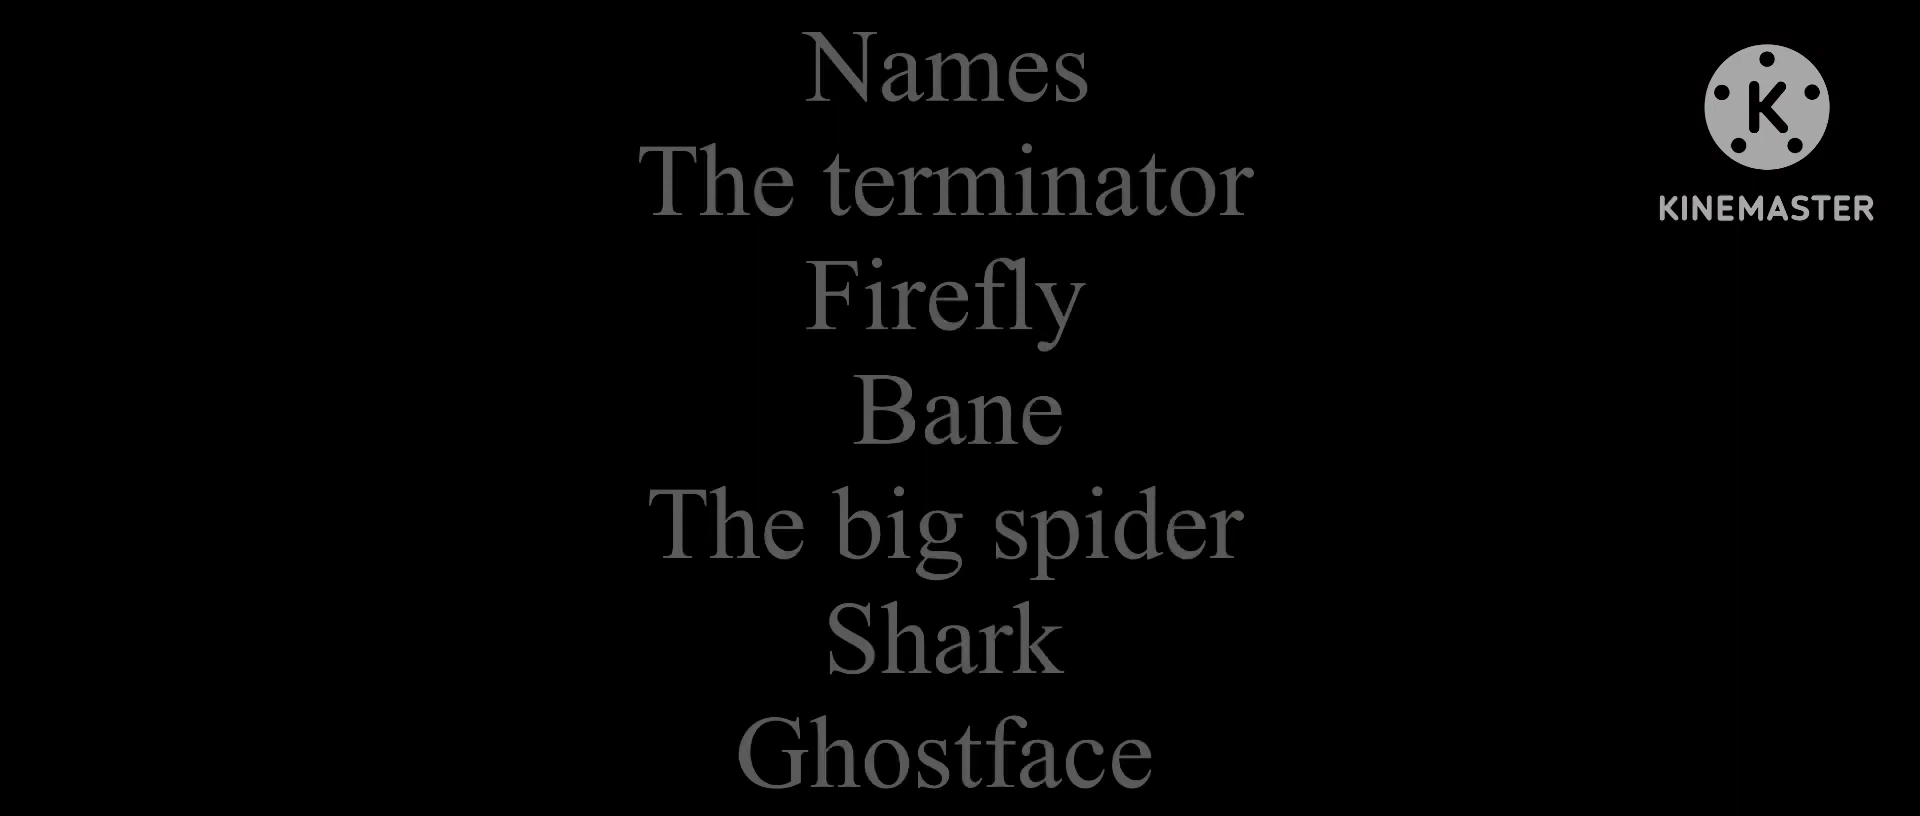 Names
The terminator
Firefly
Bane
The big spider
Shark
Ghostface
K
KINEMASTER